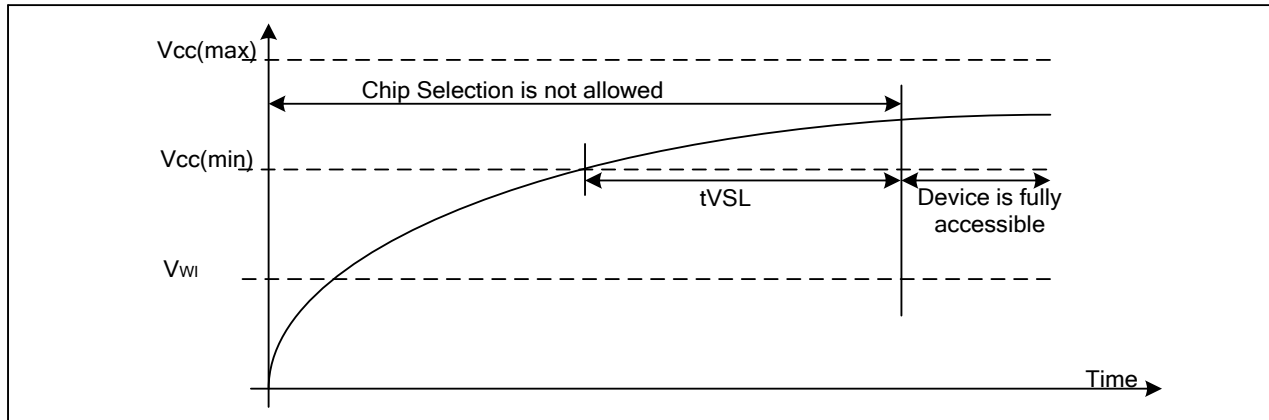 Vcc(max)
Chip Selection is not allowed
Vcc(min)
tVSL
Device is fully
accessible
VWI
Time